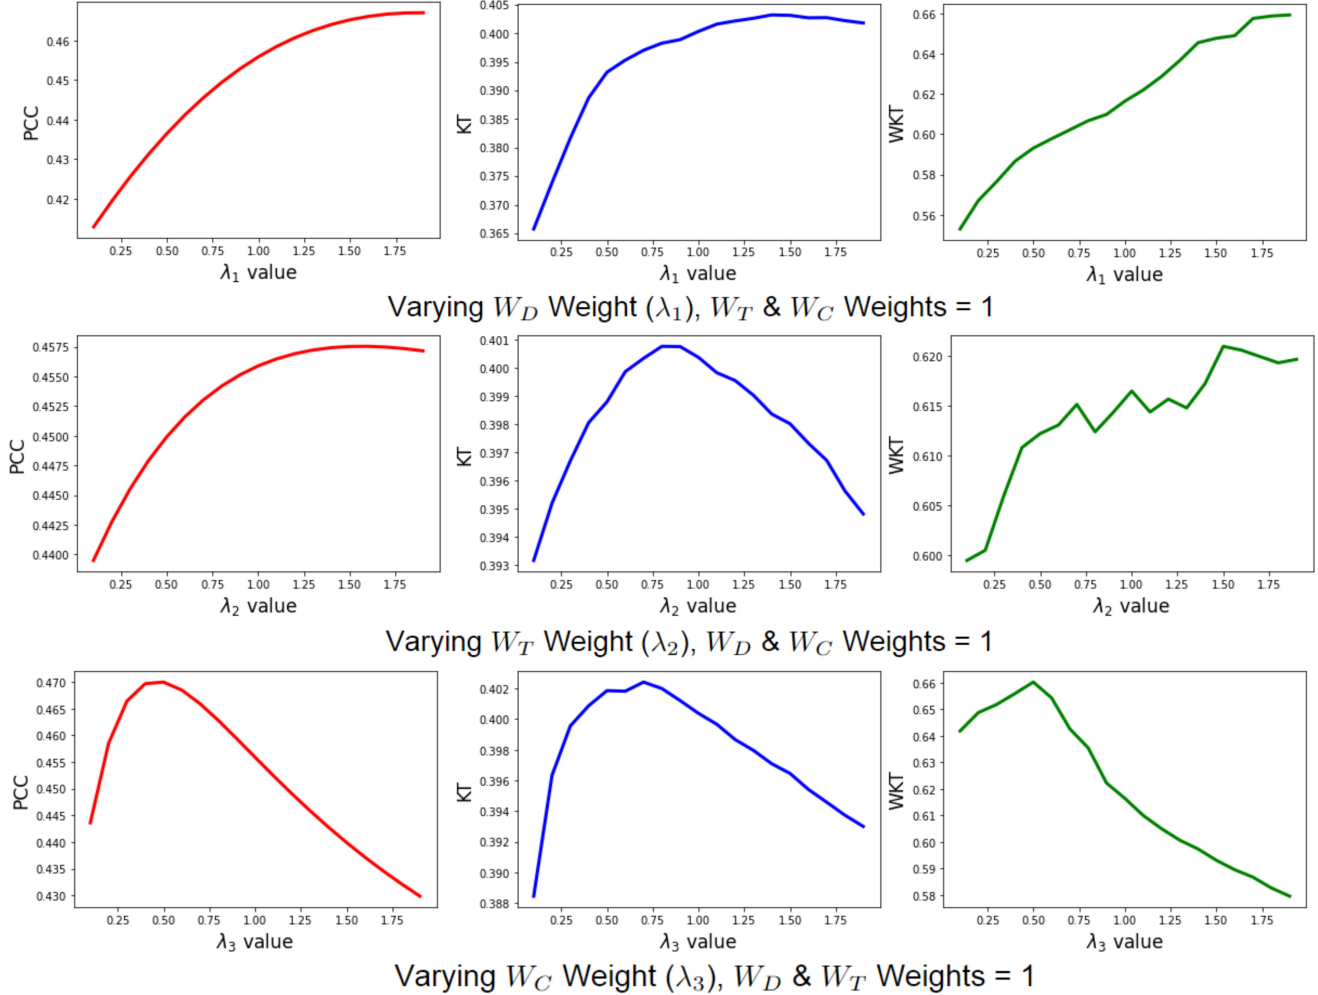 PCC
0.46
0.45
0.44
0.43
0.42
0.25 0.50 0.75 1.00 1.25 1.50 1.75
λ₁ value
KT
0.405
0.400
0.395
0.390
0.385
0.380
0.375
0.370
0.365
0.25 0.50 0.75 1.00 1.25 1.50 1.75
λ₁ value
WKT
0.66
0.64
0.62
0.60
0.58
0.56
0.25 0.50 0.75 1.00 1.25 1.50 1.75
λ₁ value
Varying W_D Weight (λ₁), W_T & W_C Weights = 1
PCC
0.4575
0.4550
0.4525
0.4500
0.4475
0.4450
0.4425
0.4400
0.25 0.50 0.75 1.00 1.25 1.50 1.75
λ₂ value
KT
0.401
0.400
0.399
0.398
0.397
0.396
0.395
0.394
0.393
0.25 0.50 0.75 1.00 1.25 1.50 1.75
λ₂ value
WKT
0.620
0.615
0.610
0.605
0.600
0.25 0.50 0.75 1.00 1.25 1.50 1.75
λ₂ value
Varying W_T Weight (λ₂), W_D & W_C Weights = 1
PCC
0.470
0.465
0.460
0.455
0.450
0.445
0.440
0.435
0.430
0.25 0.50 0.75 1.00 1.25 1.50 1.75
λ₃ value
KT
0.402
0.400
0.398
0.396
0.394
0.392
0.390
0.388
0.25 0.50 0.75 1.00 1.25 1.50 1.75
λ₃ value
WKT
0.66
0.65
0.64
0.63
0.62
0.61
0.60
0.59
0.58
0.25 0.50 0.75 1.00 1.25 1.50 1.75
λ₃ value
Varying W_C Weight (λ₃), W_D & W_T Weights = 1